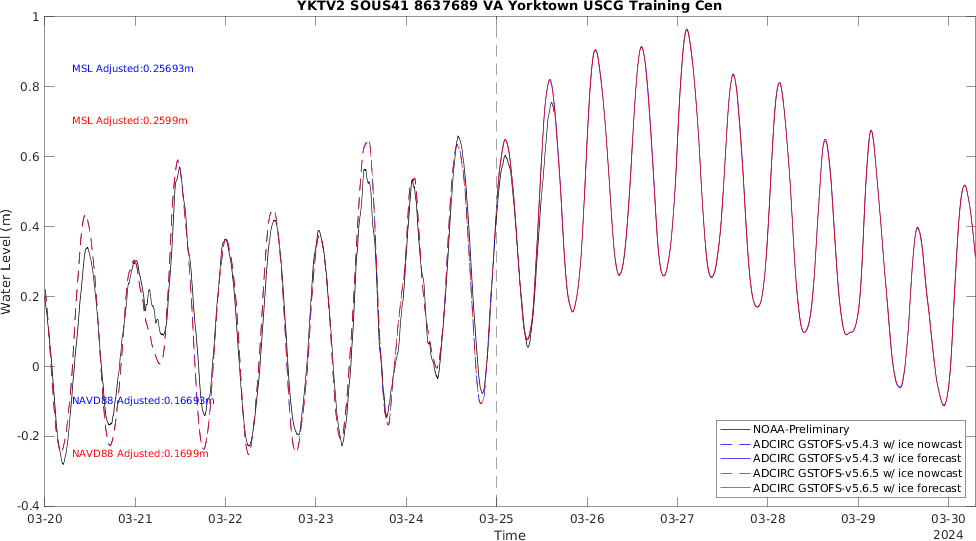 YKTV2 SOUS41 8637689 VA Yorktown USCG Training Cen
1
0.8
0.6
0.4
0.2
0
-0.2
-0.4
Water Level (m)
MSL Adjusted:0.25693m
MSL Adjusted:0.2599m
NAVD88 Adjusted:0.16693m
NAVD88 Adjusted:0.1699m
NOAA-Preliminary
ADCIRC GSTOFS-v5.4.3 w/ ice nowcast
ADCIRC GSTOFS-v5.4.3 w/ ice forecast
ADCIRC GSTOFS-v5.6.5 w/ ice nowcast
ADCIRC GSTOFS-v5.6.5 w/ ice forecast
03-20 03-21 03-22 03-23 03-24 03-25 03-26 03-27 03-28 03-29 03-30
Time
2024